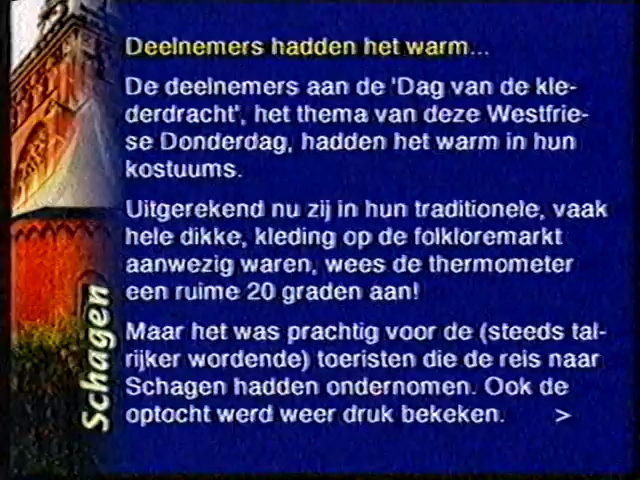 Deelnemers hadden het warm...
De deelnemers aan de 'Dag van de kle-
derdracht', het thema van deze Westfrie-
se Donderdag, hadden het warm in hun
kostuums.
Uitgerekend nu zij in hun traditionele, vaak
hele dikke, kleding op de folkloremarkt
aanwezig waren, wees de thermometer
een ruime 20 graden aan!
Maar het was prachtig voor de (steeds tal-
rijker wordende) toeristen die de reis naar
Schagen hadden ondernomen. Ook de
optocht werd weer druk bekeken. >
Schagen